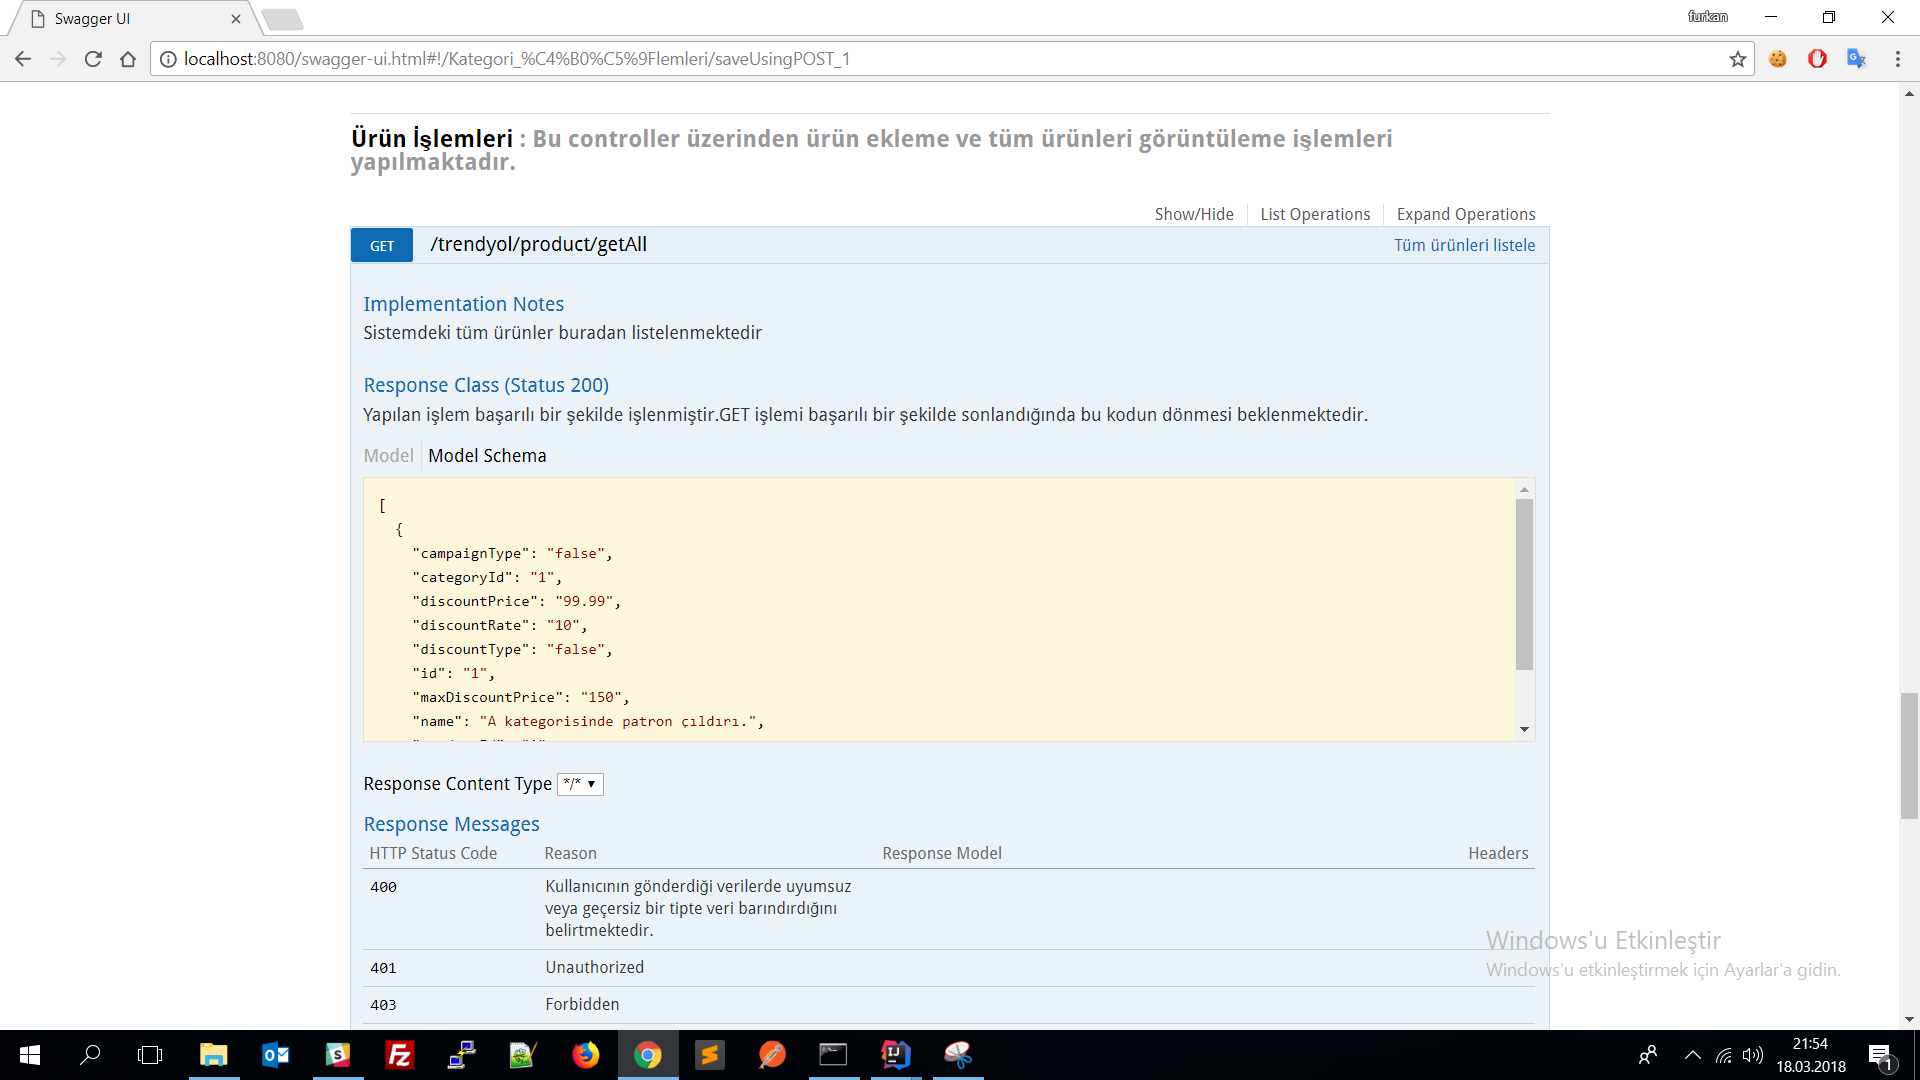 Swagger UI
furkan
localhost:8080/swagger-ui.html#!/Kategori_%C4%B0%C5%9Flemleri/saveUsingPOST_1
Ürün İşlemleri : Bu controller üzerinden ürün ekleme ve tüm ürünleri görüntüleme işlemleri
yapılmaktadır.
Show/Hide List Operations Expand Operations
GET /trendyol/product/getAll Tüm ürünleri listele
Implementation Notes
Sistemdeki tüm ürünler buradan listelenmektedir
Response Class (Status 200)
Yapılan işlem başarılı bir şekilde işlenmiştir.GET işlemi başarılı bir şekilde sonlandığında bu kodun dönmesi beklenmektedir.
Model Model Schema
[
{
"campaignType": "false",
"categoryId": "1",
"discountPrice": "99.99",
"discountRate": "10",
"discountType": "false",
"id": "1",
"maxDiscountPrice": "150",
"name": "A kategorisinde patron çıldırı.",
Response Content Type */*
Response Messages
HTTP Status Code Reason Response Model Headers
400 Kullanıcının gönderdiği verilerde uyumsuz
veya geçersiz bir tipte veri barındırdığını
belirtmektedir.
401 Unauthorized
403 Forbidden
Windows'u Etkinleştir
Windows'u etkinleştirmek için Ayarlar'a gidin.
21:54
18.03.2018
1